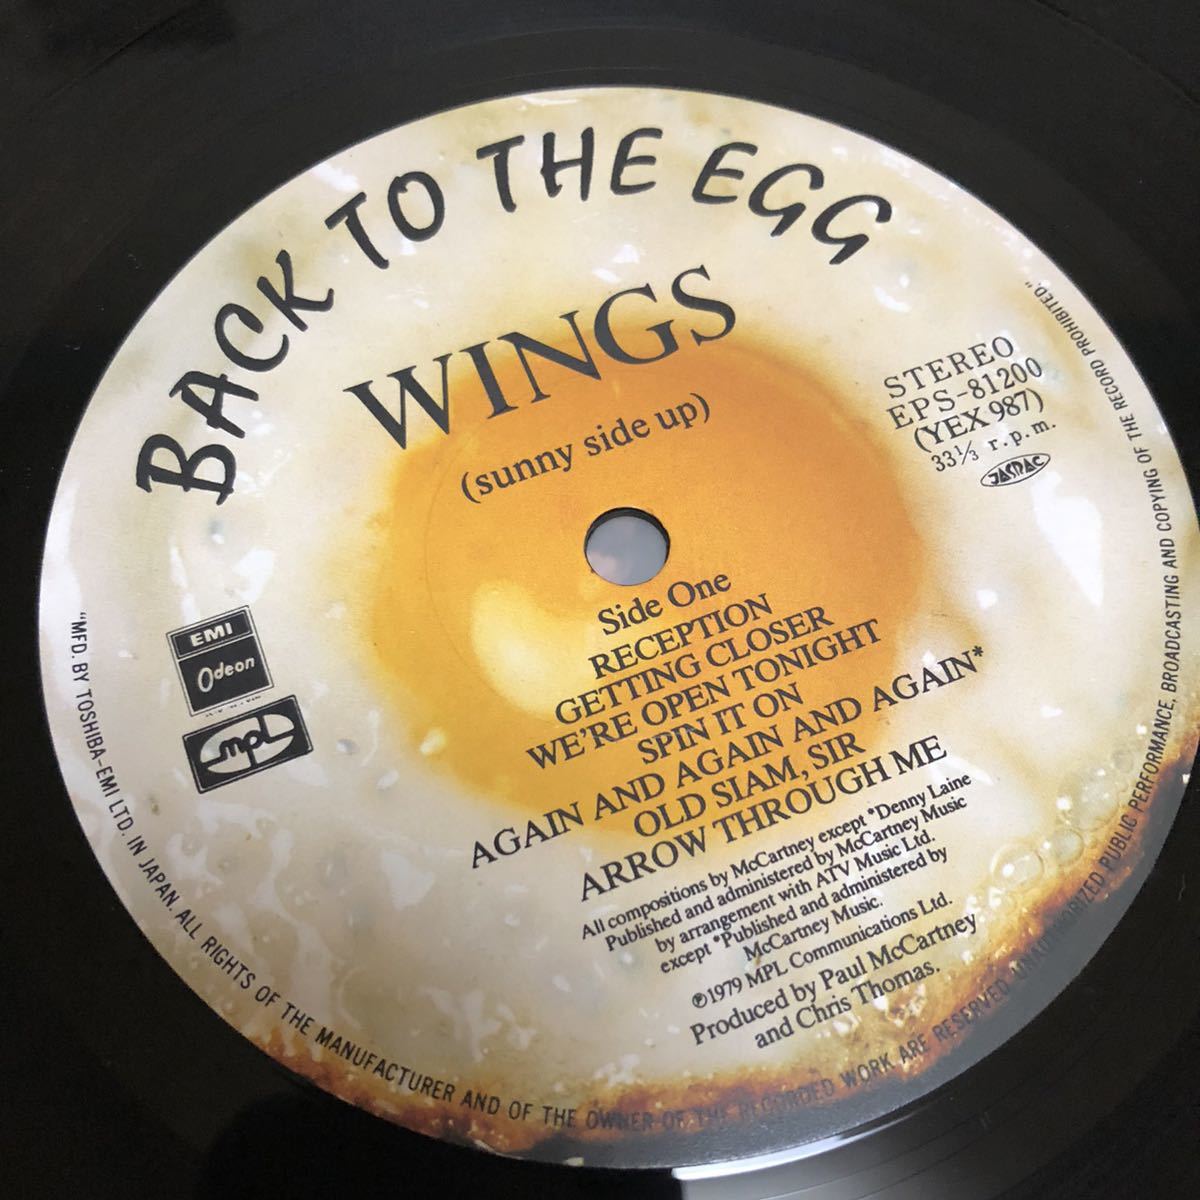 BACK TO THE EGG
WINGS
(sunny side up)
STEREO
EPS-81200
(YEX 987)
33⅓ r.p.m.
JASRAC
EMI
Odeon
mpl
Side One
RECEPTION
GETTING CLOSER
WE'RE OPEN TONIGHT
SPIN IT ON
AGAIN AND AGAIN AND AGAIN*
OLD SIAM, SIR
ARROW THROUGH ME
All compositions by McCartney except *Denny Laine
Published and administered by McCartney Music
by arrangement with ATV Music Ltd.
except *Published and administered by
McCartney Music.
℗1979 MPL Communications Ltd.
Produced by Paul McCartney
and Chris Thomas.
"MFD. BY TOSHIBA-EMI LTD. IN JAPAN. ALL RIGHTS OF THE MANUFACTURER AND OF THE OWNER OF THE RECORDED WORK ARE RESERVED UNAUTHORIZED PUBLIC PERFORMANCE, BROADCASTING AND COPYING OF THE RECORD PROHIBITED."